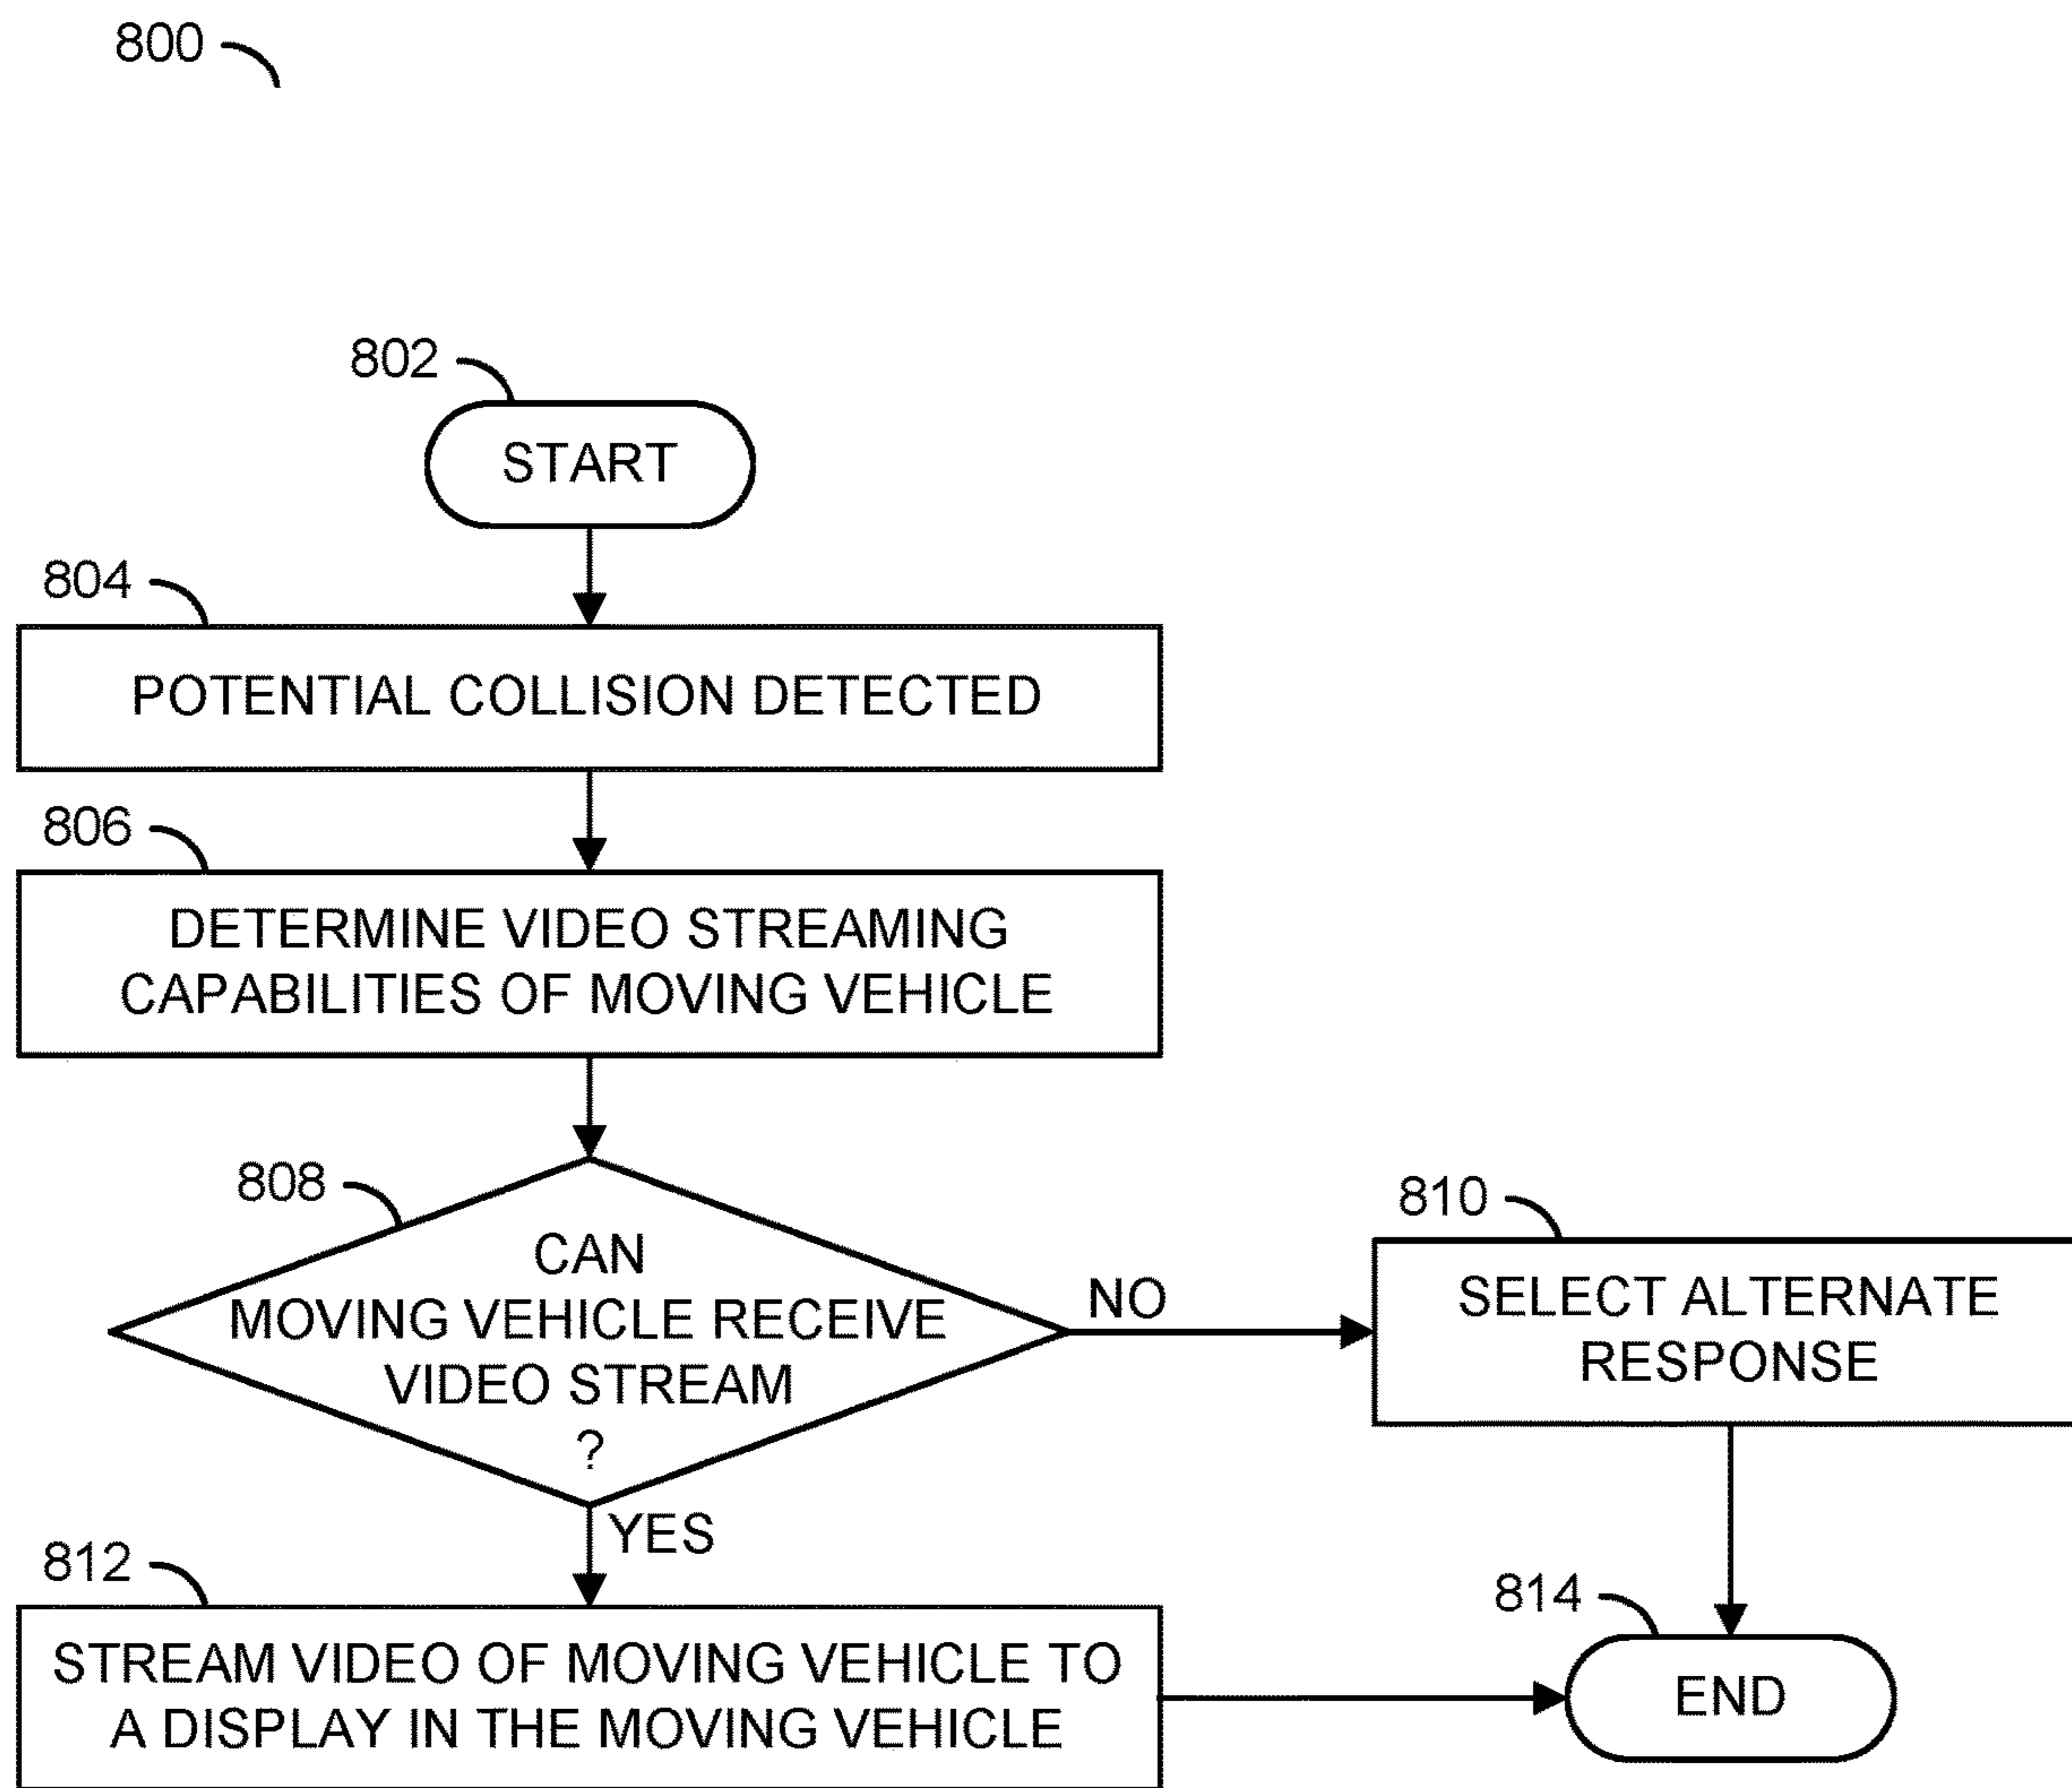 800
802
START
804
POTENTIAL COLLISION DETECTED
806
DETERMINE VIDEO STREAMING
CAPABILITIES OF MOVING VEHICLE
808
CAN
MOVING VEHICLE RECEIVE
VIDEO STREAM
?
NO
810
SELECT ALTERNATE
RESPONSE
YES
812
STREAM VIDEO OF MOVING VEHICLE TO
A DISPLAY IN THE MOVING VEHICLE
814
END